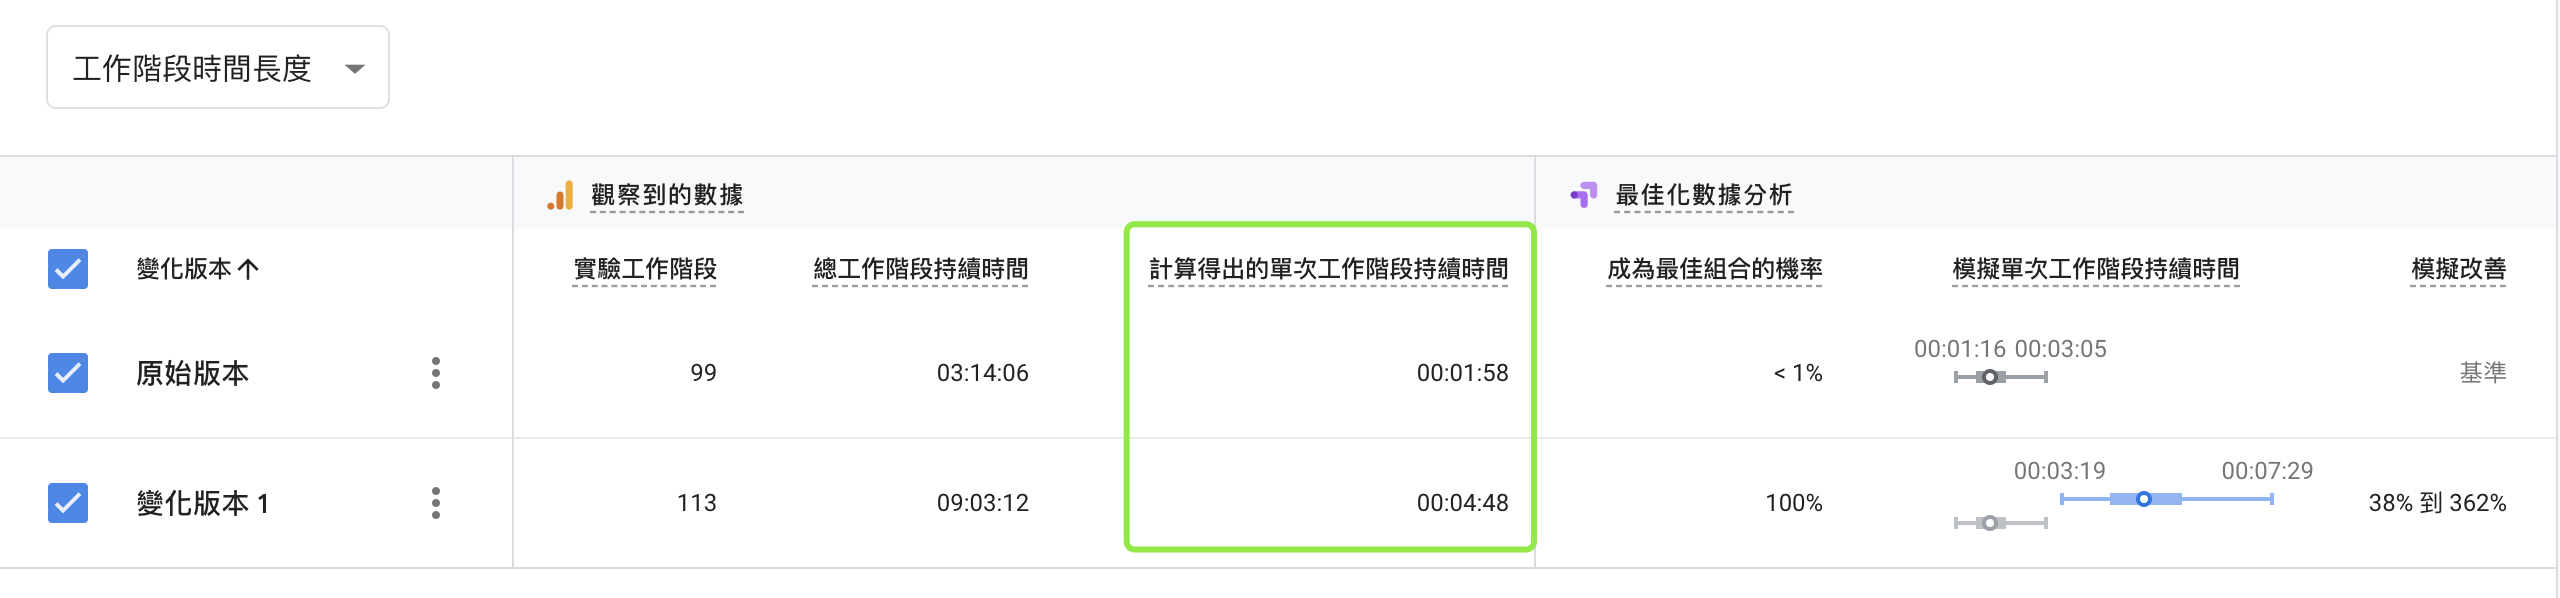 工作階段時間長度
觀察到的數據 最佳化數據分析
變化版本 實驗工作階段 總工作階段持續時間 計算得出的單次工作階段持續時間 成為最佳組合的機率 模擬單次工作階段持續時間 模擬改善
00:01:16 00:03:05
原始版本 99 03:14:06 00:01:58 < 1% 基準
00:03:19 00:07:29
變化版本 1 113 09:03:12 00:04:48 100% 38% 到 362%